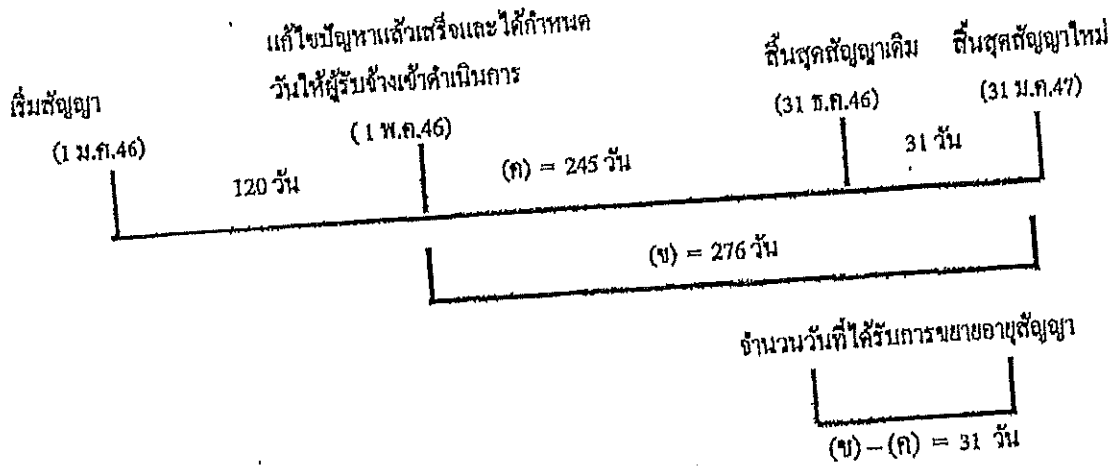 แก้ไขปัญหาแล้วเสร็จและได้กำหนด
วันให้ผู้รับจ้างเข้าดำเนินการ
(1 พ.ค.46)
เริ่มสัญญา
(1 ม.ค.46)
สิ้นสุดสัญญาเดิม
(31 ธ.ค.46)
สิ้นสุดสัญญาใหม่
(31 ม.ค.47)
120 วัน
(ค) = 245 วัน
31 วัน
(ข) = 276 วัน
จำนวนวันที่ได้รับการขยายอายุสัญญา
(ข) – (ค) = 31 วัน